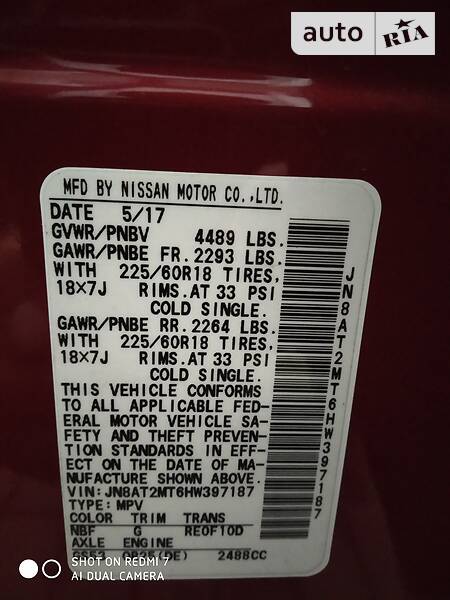 auto RIA
MFD BY NISSAN MOTOR CO.,LTD.
DATE 5/17
GVWR/PNBV 4489 LBS.
GAWR/PNBE FR. 2293 LBS.
WITH 225/60R18 TIRES,
18×7J RIMS.AT 33 PSI
COLD SINGLE.
GAWR/PNBE RR. 2264 LBS.
WITH 225/60R18 TIRES,
18×7J RIMS.AT 33 PSI
COLD SINGLE.
THIS VEHICLE CONFORMS
TO ALL APPLICABLE FED-
ERAL MOTOR VEHICLE SA-
FETY AND THEFT PREVEN-
TION STANDARDS IN EFF-
ECT ON THE DATE OF MA-
NUFACTURE SHOWN ABOVE.
VIN: JN8AT2MT6HW397187
TYPE: MPV
COLOR TRIM TRANS
NBF G RE0F10D
AXLE ENGINE
GS53 QR25(DE) 2488CC
JN8AT2MT6HW397187
SHOT ON REDMI 7
AI DUAL CAMERA